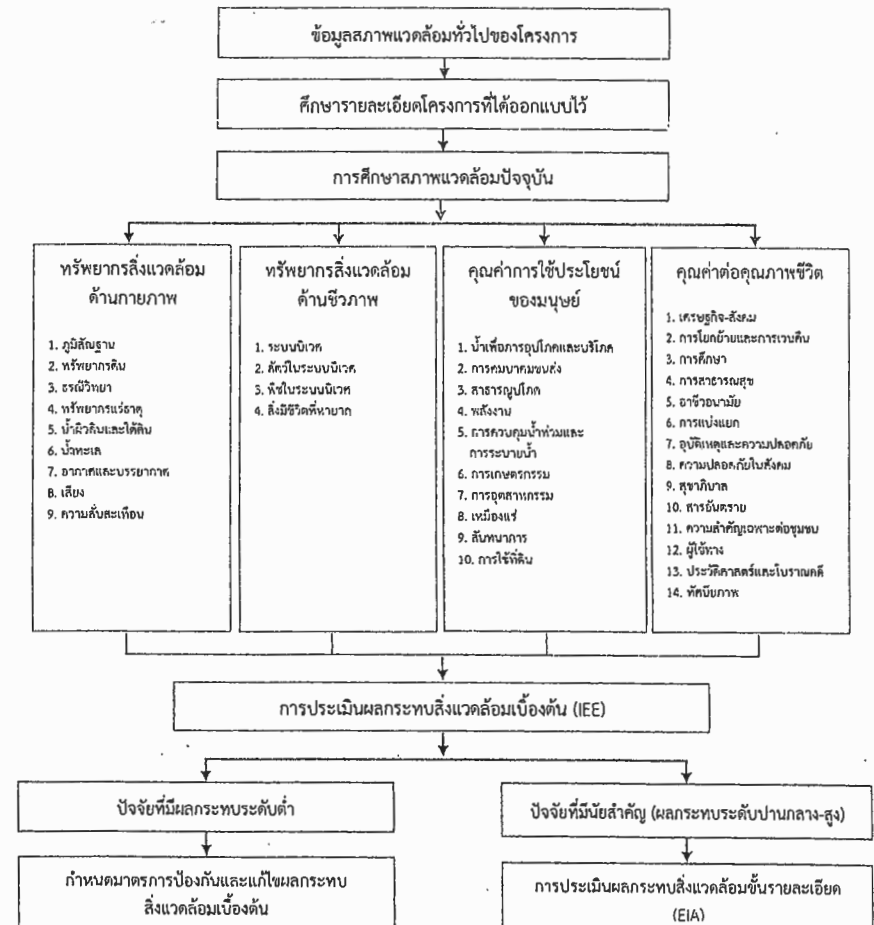 ข้อมูลสภาพแวดล้อมทั่วไปของโครงการ
ศึกษารายละเอียดโครงการที่ได้ออกแบบไว้
การศึกษาสภาพแวดล้อมปัจจุบัน
ทรัพยากรสิ่งแวดล้อม
ด้านกายภาพ
1. ภูมิสัณฐาน
2. ทรัพยากรดิน
3. ธรณีวิทยา
4. ทรัพยากรแร่ธาตุ
5. น้ำผิวดินและใต้ดิน
6. น้ำทะเล
7. อากาศและบรรยากาศ
8. เสียง
9. ความสั่นสะเทือน
ทรัพยากรสิ่งแวดล้อม
ด้านชีวภาพ
1. ระบบนิเวศ
2. สัตว์ในระบบนิเวศ
3. พืชในระบบนิเวศ
4. สิ่งมีชีวิตที่หายาก
คุณค่าการใช้ประโยชน์
ของมนุษย์
1. น้ำเพื่อการอุปโภคและบริโภค
2. การคมนาคมขนส่ง
3. สาธารณูปโภค
4. พลังงาน
5. การควบคุมน้ำท่วมและ
การระบายน้ำ
6. การเกษตรกรรม
7. การอุตสาหกรรม
8. เหมืองแร่
9. สันทนาการ
10. การใช้ที่ดิน
คุณค่าต่อคุณภาพชีวิต
1. เศรษฐกิจ-สังคม
2. การโยกย้ายและการเวนคืน
3. การศึกษา
4. การสาธารณสุข
5. อาชีวอนามัย
6. การแบ่งแยก
7. อุบัติเหตุและความปลอดภัย
8. ความปลอดภัยในสังคม
9. สุขาภิบาล
10. สารอันตราย
11. ความสำคัญเฉพาะต่อชุมชน
12. ผู้ใช้ทาง
13. ประวัติศาสตร์และโบราณคดี
14. ทัศนียภาพ
การประเมินผลกระทบสิ่งแวดล้อมเบื้องต้น (IEE)
ปัจจัยที่มีผลกระทบระดับต่ำ
ปัจจัยที่มีนัยสำคัญ (ผลกระทบระดับปานกลาง-สูง)
กำหนดมาตรการป้องกันและแก้ไขผลกระทบ
สิ่งแวดล้อมเบื้องต้น
การประเมินผลกระทบสิ่งแวดล้อมขั้นรายละเอียด
(EIA)